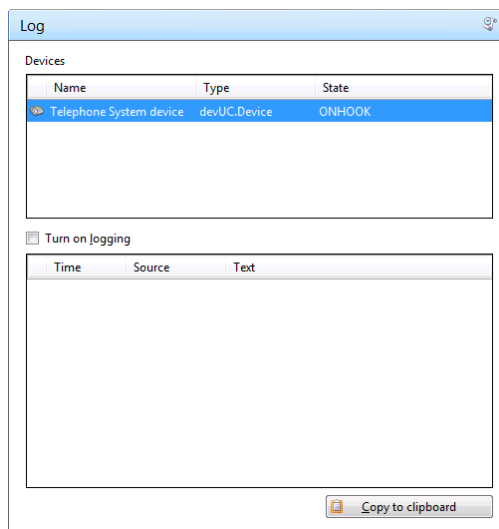 Log
Devices
Name Type State
Telephone System device devUC.Device ONHOOK
Turn on logging
Time Source Text
Copy to clipboard